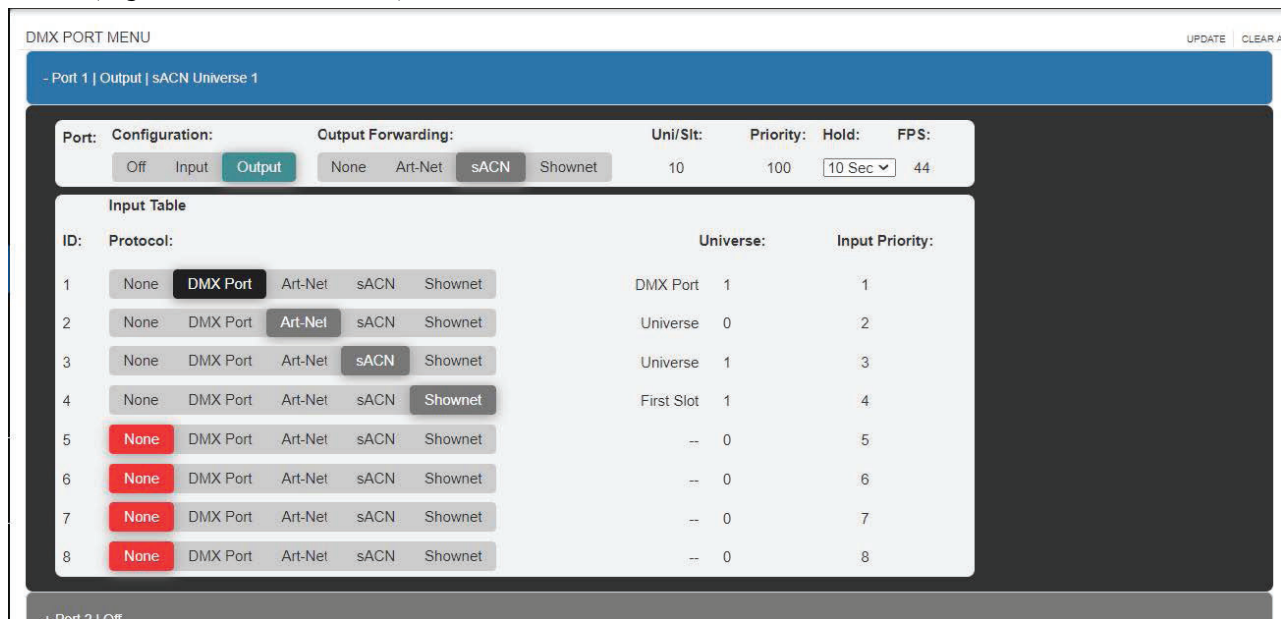 DMX PORT MENU
UPDATE CLEAR A
- Port 1 | Output | sACN Universe 1
Port: Configuration: Output Forwarding: Uni/Slt: Priority: Hold: FPS:
Off Input Output None Art-Net sACN Shownet 10 100 10 Sec 44
Input Table
ID: Protocol: Universe: Input Priority:
1 None DMX Port Art-Net sACN Shownet DMX Port 1 1
2 None DMX Port Art-Net sACN Shownet Universe 0 2
3 None DMX Port Art-Net sACN Shownet Universe 1 3
4 None DMX Port Art-Net sACN Shownet First Slot 1 4
5 None DMX Port Art-Net sACN Shownet -- 0 5
6 None DMX Port Art-Net sACN Shownet -- 0 6
7 None DMX Port Art-Net sACN Shownet -- 0 7
8 None DMX Port Art-Net sACN Shownet -- 0 8
+ Port 2 | Off